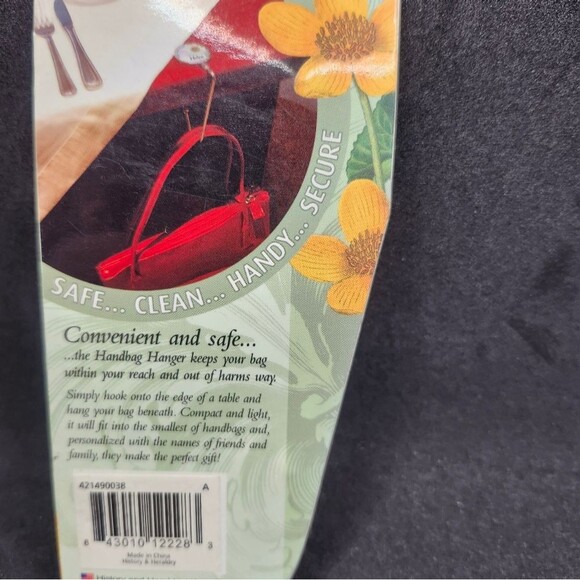 SAFE... CLEAN... HANDY... SECURE
Convenient and safe...
...the Handbag Hanger keeps your bag
within your reach and out of harms way.
Simply hook onto the edge of a table and
hang your bag beneath. Compact and light,
it will fit into the smallest of handbags and,
personalized with the names of friends and
family, they make the perfect gift!
421490038 A
6 43010 12228 3
Made in China
History & Heraldry